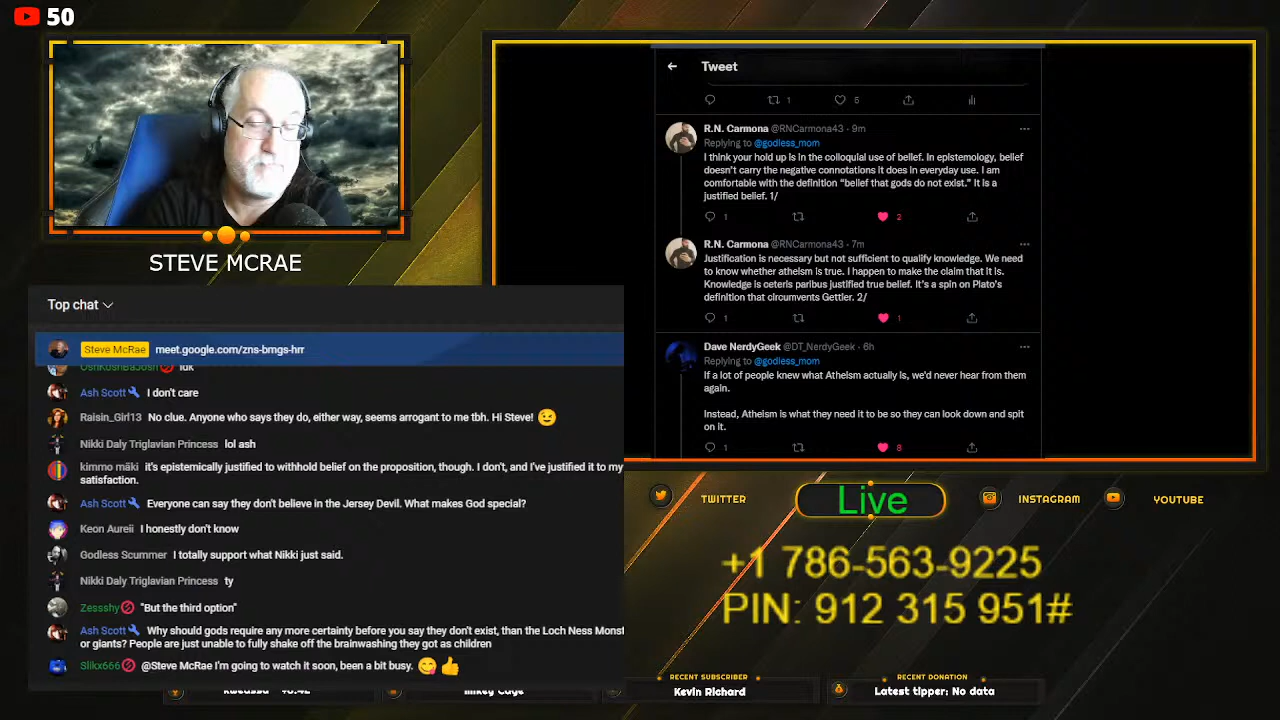 50
STEVE MCRAE
Top chat
Steve McRae meet.google.com/zns-bmgs-hrr
OshKoshBaJosh idk
Ash Scott I don't care
Raisin_Girl13 No clue. Anyone who says they do, either way, seems arrogant to me tbh. Hi Steve! 😉
Nikki Daly Triglavian Princess lol ash
kimmo mäki it's epistemically justified to withhold belief on the proposition, though. I don't, and I've justified it to my
satisfaction.
Ash Scott Everyone can say they don't believe in the Jersey Devil. What makes God special?
Keon Aureii I honestly don't know
Godless Scummer I totally support what Nikki just said.
Nikki Daly Triglavian Princess ty
Zessshy "But the third option"
Ash Scott Why should gods require any more certainty before you say they don't exist, than the Loch Ness Monst
or giants? People are just unable to fully shake off the brainwashing they got as children
Slikx666 @Steve McRae I'm going to watch it soon, been a bit busy. 😋 👍
Tweet
1 5
R.N. Carmona @RNCarmona43 · 9m
Replying to @godless_mom
I think your hold up is in the colloquial use of belief. In epistemology, belief
doesn't carry the negative connotations it does in everyday use. I am
comfortable with the definition “belief that gods do not exist.” It is a
justified belief. 1/
1 2
R.N. Carmona @RNCarmona43 · 7m
Justification is necessary but not sufficient to qualify knowledge. We need
to know whether atheism is true. I happen to make the claim that it is.
Knowledge is ceteris paribus justified true belief. It's a spin on Plato's
definition that circumvents Gettier. 2/
1 1
Dave NerdyGeek @DT_NerdyGeek · 6h
Replying to @godless_mom
If a lot of people knew what Atheism actually is, we'd never hear from them
again.
Instead, Atheism is what they need it to be so they can look down and spit
on it.
1 8
TWITTER
Live
INSTAGRAM
YOUTUBE
+1 786-563-9225
PIN: 912 315 951#
Mikey Cage
RECENT SUBSCRIBER
Kevin Richard
RECENT DONATION
Latest tipper: No data